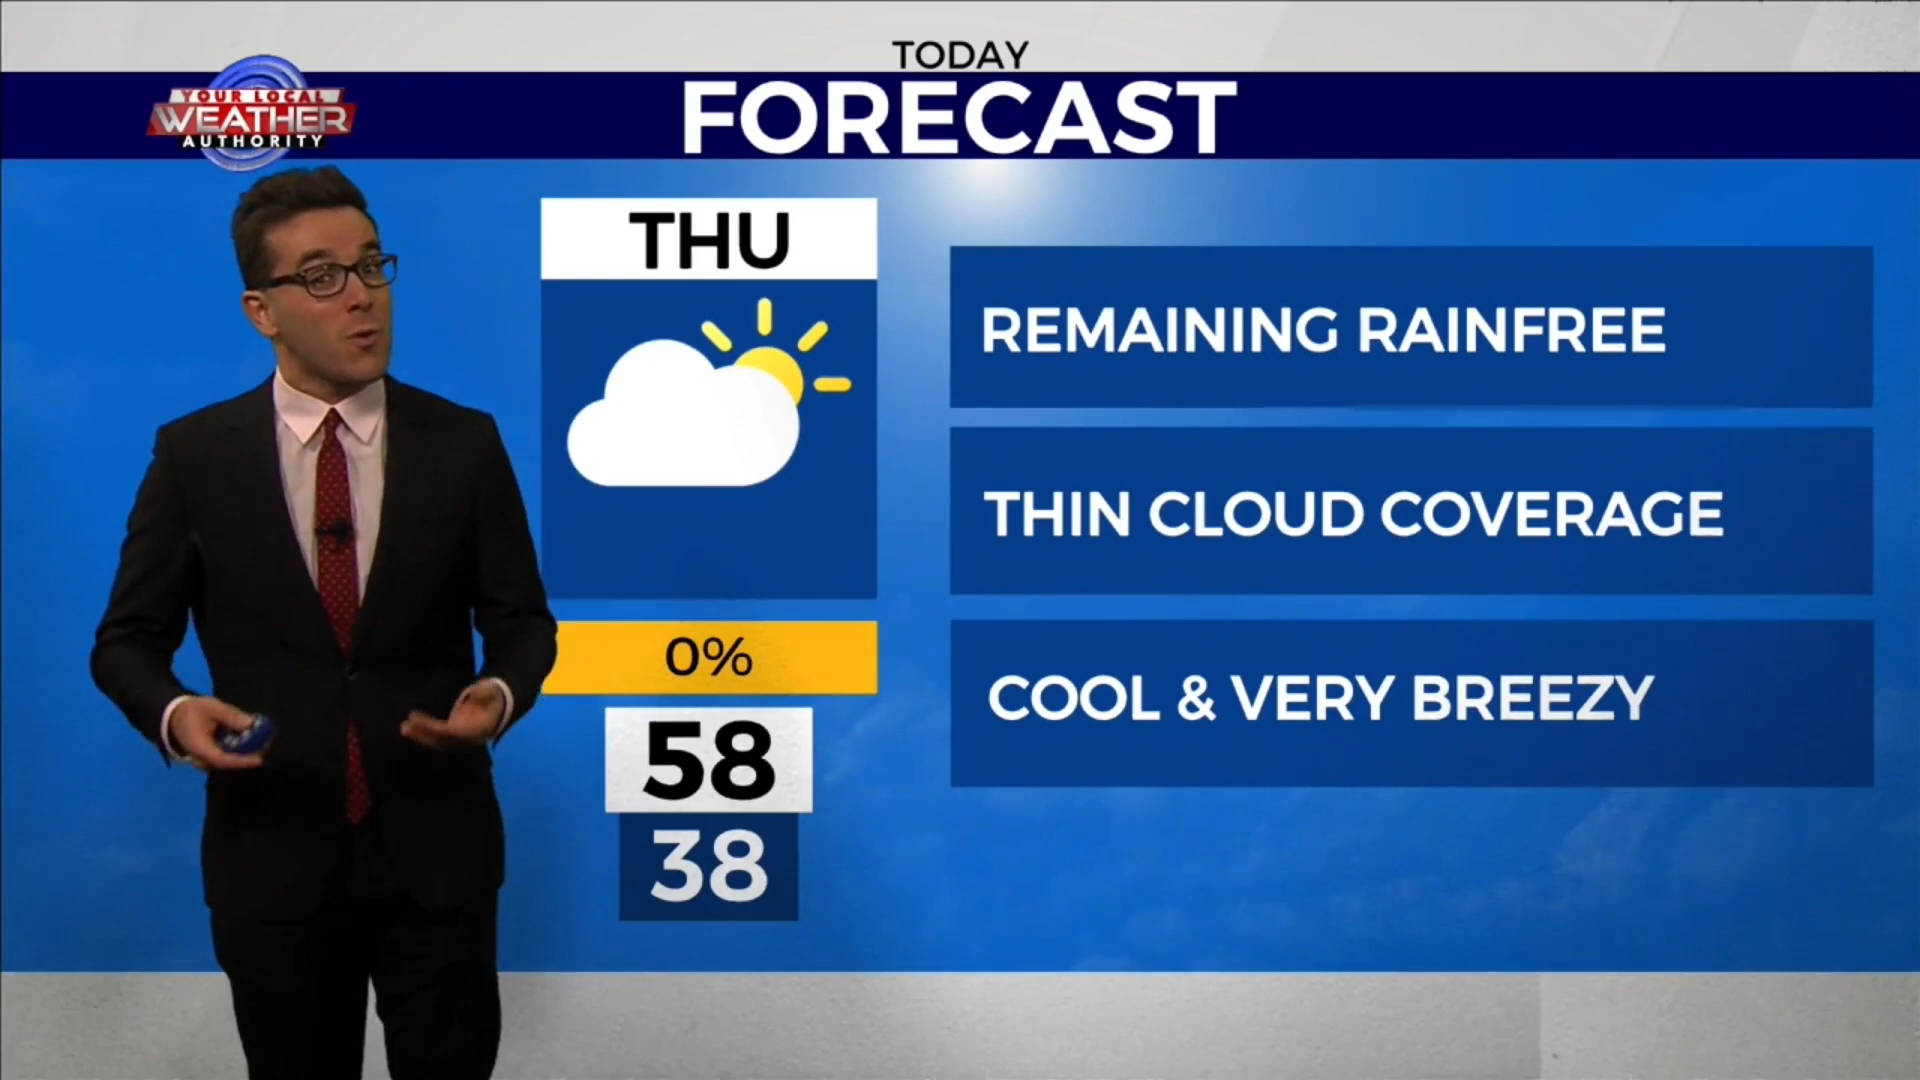 TODAY
FORECAST
YOUR LOCAL
WEATHER
AUTHORITY
THU
0%
58
38
REMAINING RAINFREE
THIN CLOUD COVERAGE
COOL & VERY BREEZY